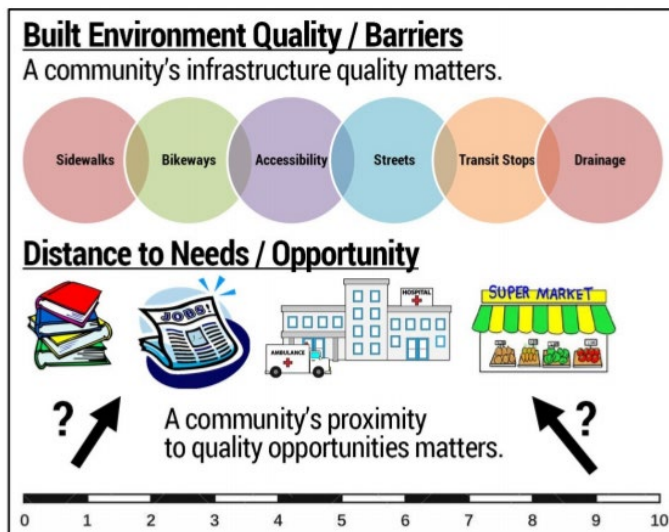 Built Environment Quality / Barriers
A community's infrastructure quality matters.
Sidewalks
Bikeways
Accessibility
Streets
Transit Stops
Drainage
Distance to Needs / Opportunity
JOBS!
HOSPITAL
AMBULANCE
SUPER MARKET
?
A community's proximity
to quality opportunities matters.
?
0 1 2 3 4 5 6 7 8 9 10